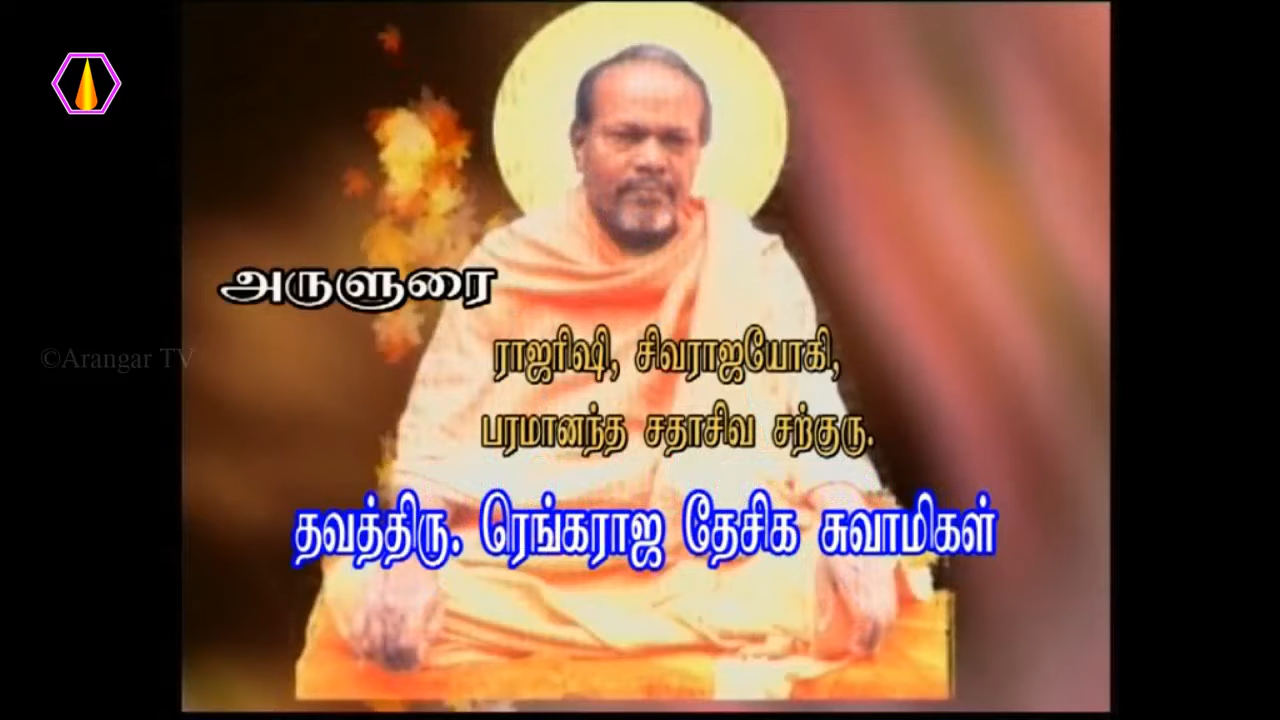 அருளுரை
©Arangar TV
ராஜரிஷி, சிவராஜயோகி,
பரமானந்த சதாசிவ சற்குரு.
தவத்திரு. ரெங்கராஜ தேசிக சுவாமிகள்